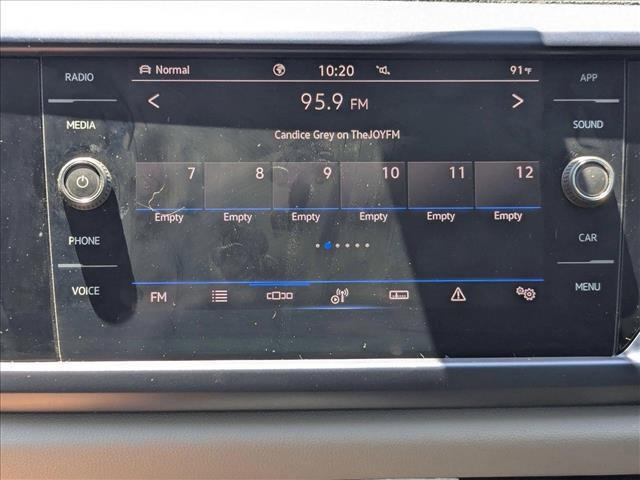 RADIO
MEDIA
PHONE
VOICE
Normal 10:20 91°F
95.9 FM
Candice Grey on TheJOYFM
7 8 9 10 11 12
Empty Empty Empty Empty Empty Empty
FM
APP
SOUND
CAR
MENU